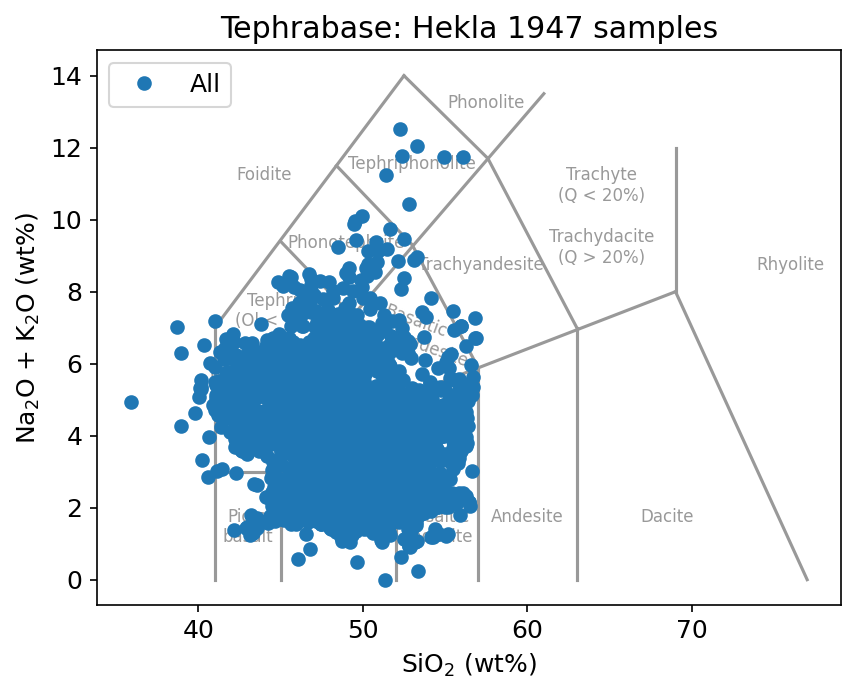 Tephrabase: Hekla 1947 samples
All
Phonolite
Foidite
Tephriphonolite
Trachyte
(Q < 20%)
Trachydacite
(Q > 20%)
Rhyolite
Trachyandesite
Dacite
Andesite
14
12
10
8
6
4
2
0
40
50
60
70
Na₂O + K₂O (wt%)
SiO₂ (wt%)